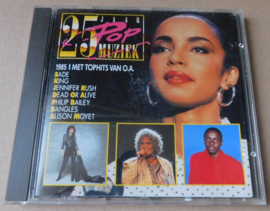 25 JAAR
Pop
MUZIEK
1985 I MET TOPHITS VAN O.A.
SADE
KING
JENNIFER RUSH
DEAD OR ALIVE
PHILIP BAILEY
BANGLES
ALISON MOYET